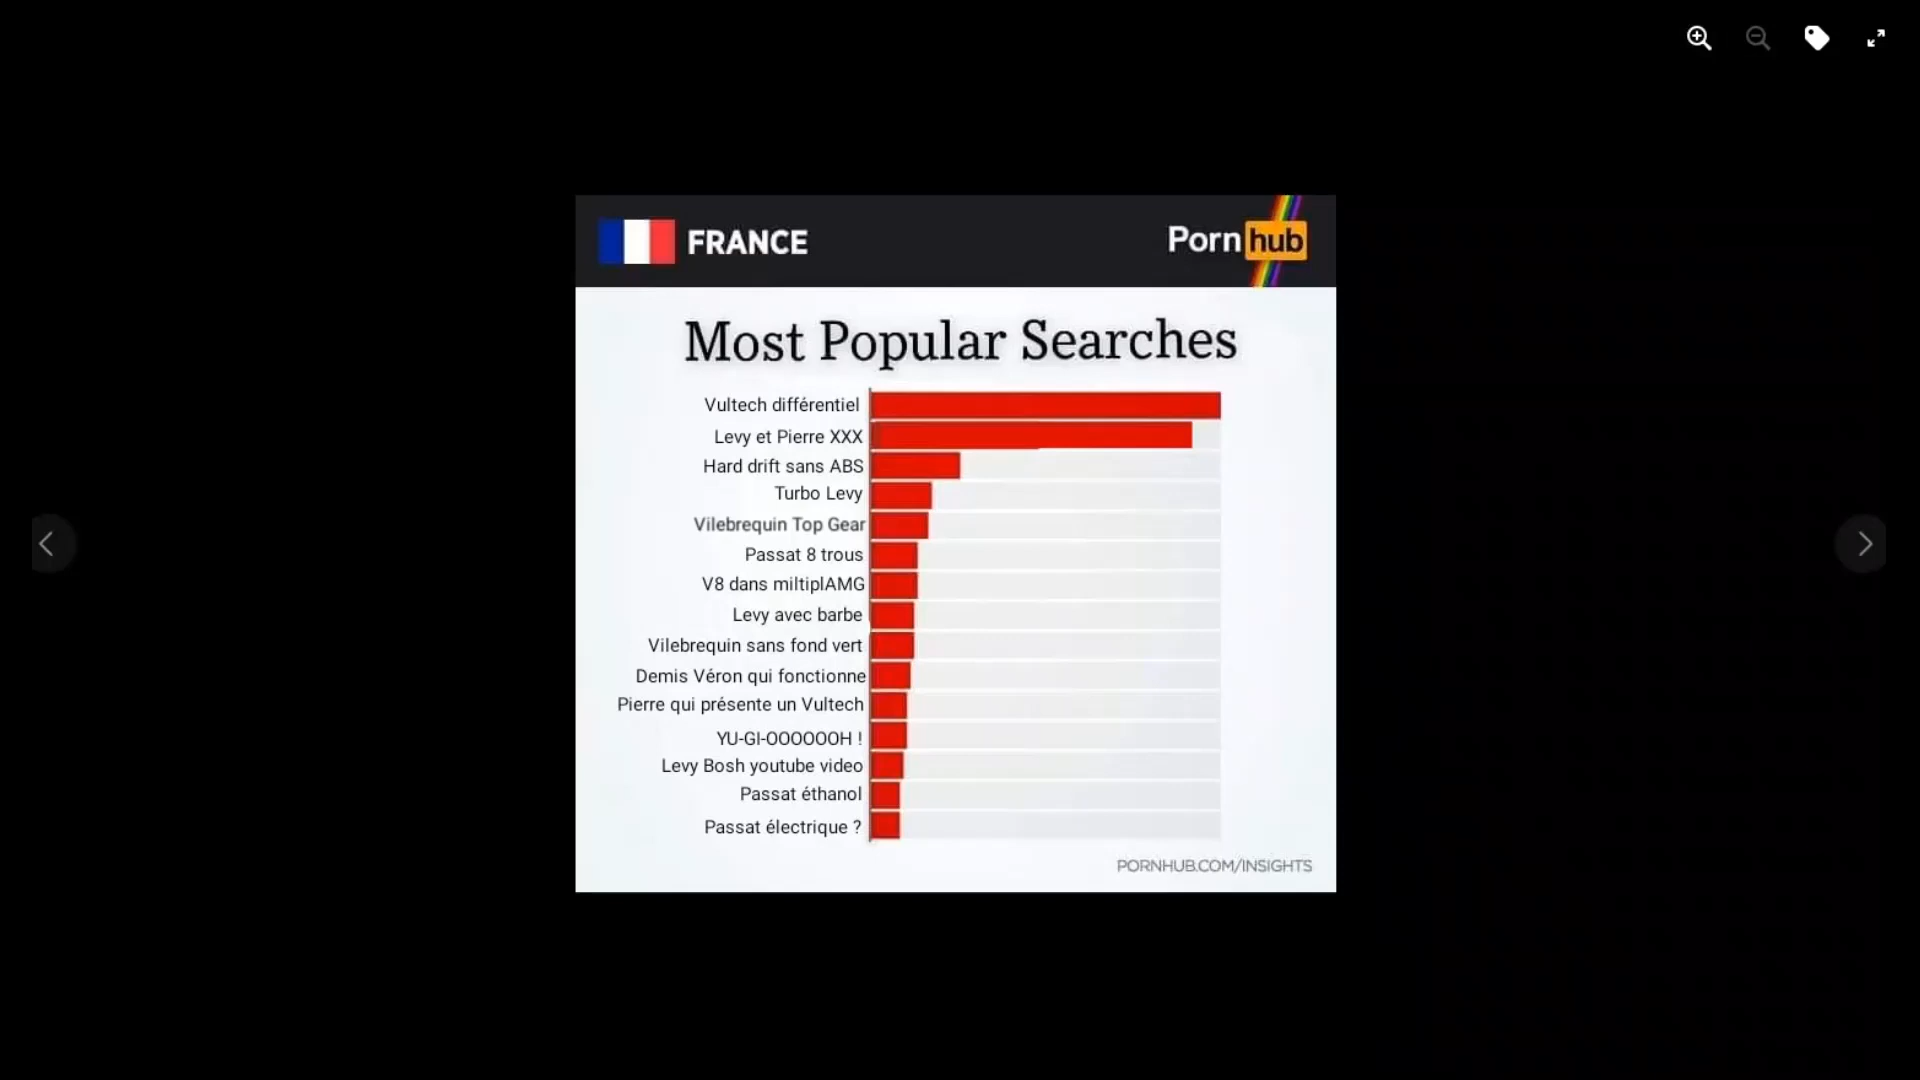 FRANCE
Porn hub
Most Popular Searches
Vultech différentiel
Levy et Pierre XXX
Hard drift sans ABS
Turbo Levy
Vilebrequin Top Gear
Passat 8 trous
V8 dans miltiplAMG
Levy avec barbe
Vilebrequin sans fond vert
Demis Véron qui fonctionne
Pierre qui présente un Vultech
YU-GI-OOOOOOH !
Levy Bosh youtube video
Passat éthanol
Passat électrique ?
PORNHUB.COM/INSIGHTS